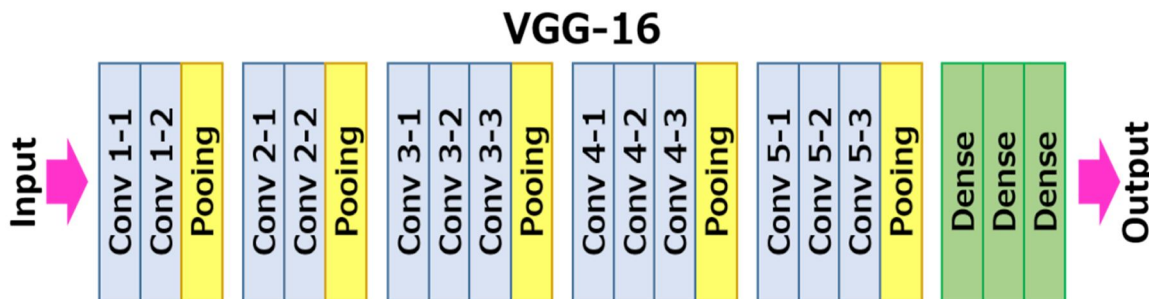 VGG-16
Input
Conv 1-1
Conv 1-2
Pooing
Conv 2-1
Conv 2-2
Pooing
Conv 3-1
Conv 3-2
Conv 3-3
Pooing
Conv 4-1
Conv 4-2
Conv 4-3
Pooing
Conv 5-1
Conv 5-2
Conv 5-3
Pooing
Dense
Dense
Dense
Output